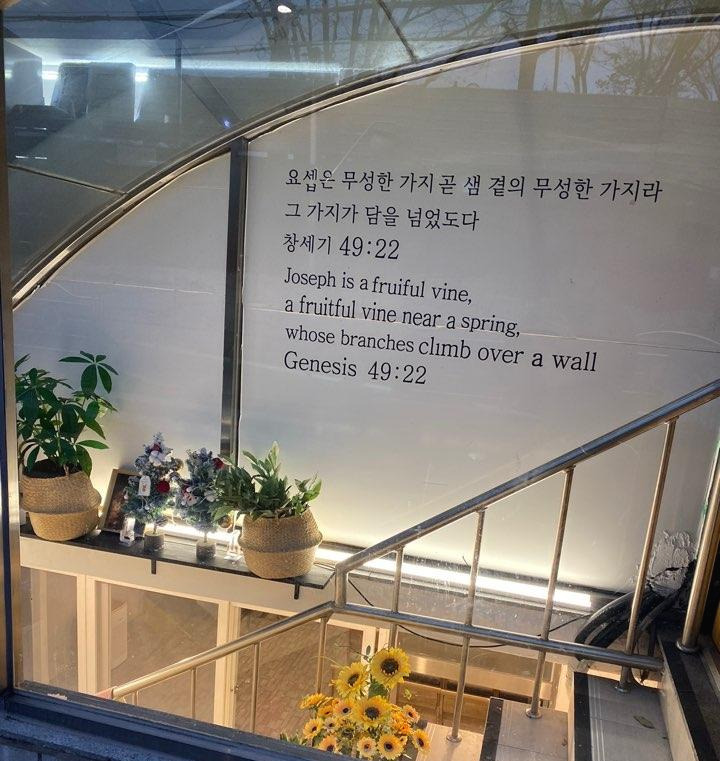 요셉은 무성한 가지 곧 샘 곁의 무성한 가지라
그 가지가 담을 넘었도다
창세기 49:22
Joseph is a fruiful vine,
a fruitful vine near a spring,
whose branches climb over a wall
Genesis 49:22